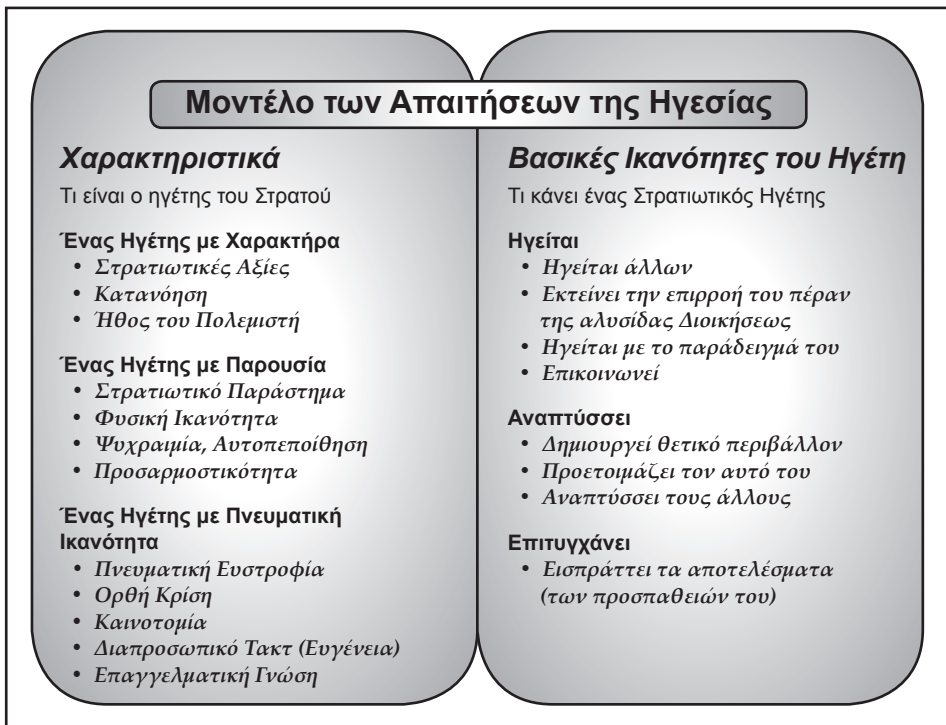 Μοντέλο των Απαιτήσεων της Ηγεσίας
Χαρακτηριστικά
Τι είναι ο ηγέτης του Στρατού
Ένας Ηγέτης με Χαρακτήρα
• Στρατιωτικές Αξίες
• Κατανόηση
• Ήθος του Πολεμιστή
Ένας Ηγέτης με Παρουσία
• Στρατιωτικό Παράστημα
• Φυσική Ικανότητα
• Ψυχραιμία, Αυτοπεποίθηση
• Προσαρμοστικότητα
Ένας Ηγέτης με Πνευματική
Ικανότητα
• Πνευματική Ευστροφία
• Ορθή Κρίση
• Καινοτομία
• Διαπροσωπικό Τακτ (Ευγένεια)
• Επαγγελματική Γνώση
Βασικές Ικανότητες του Ηγέτη
Τι κάνει ένας Στρατιωτικός Ηγέτης
Ηγείται
• Ηγείται άλλων
• Εκτείνει την επιρροή του πέραν
της αλυσίδας Διοικήσεως
• Ηγείται με το παράδειγμά του
• Επικοινωνεί
Αναπτύσσει
• Δημιουργεί θετικό περιβάλλον
• Προετοιμάζει τον αυτό του
• Αναπτύσσει τους άλλους
Επιτυγχάνει
• Εισπράττει τα αποτελέσματα
(των προσπαθειών του)